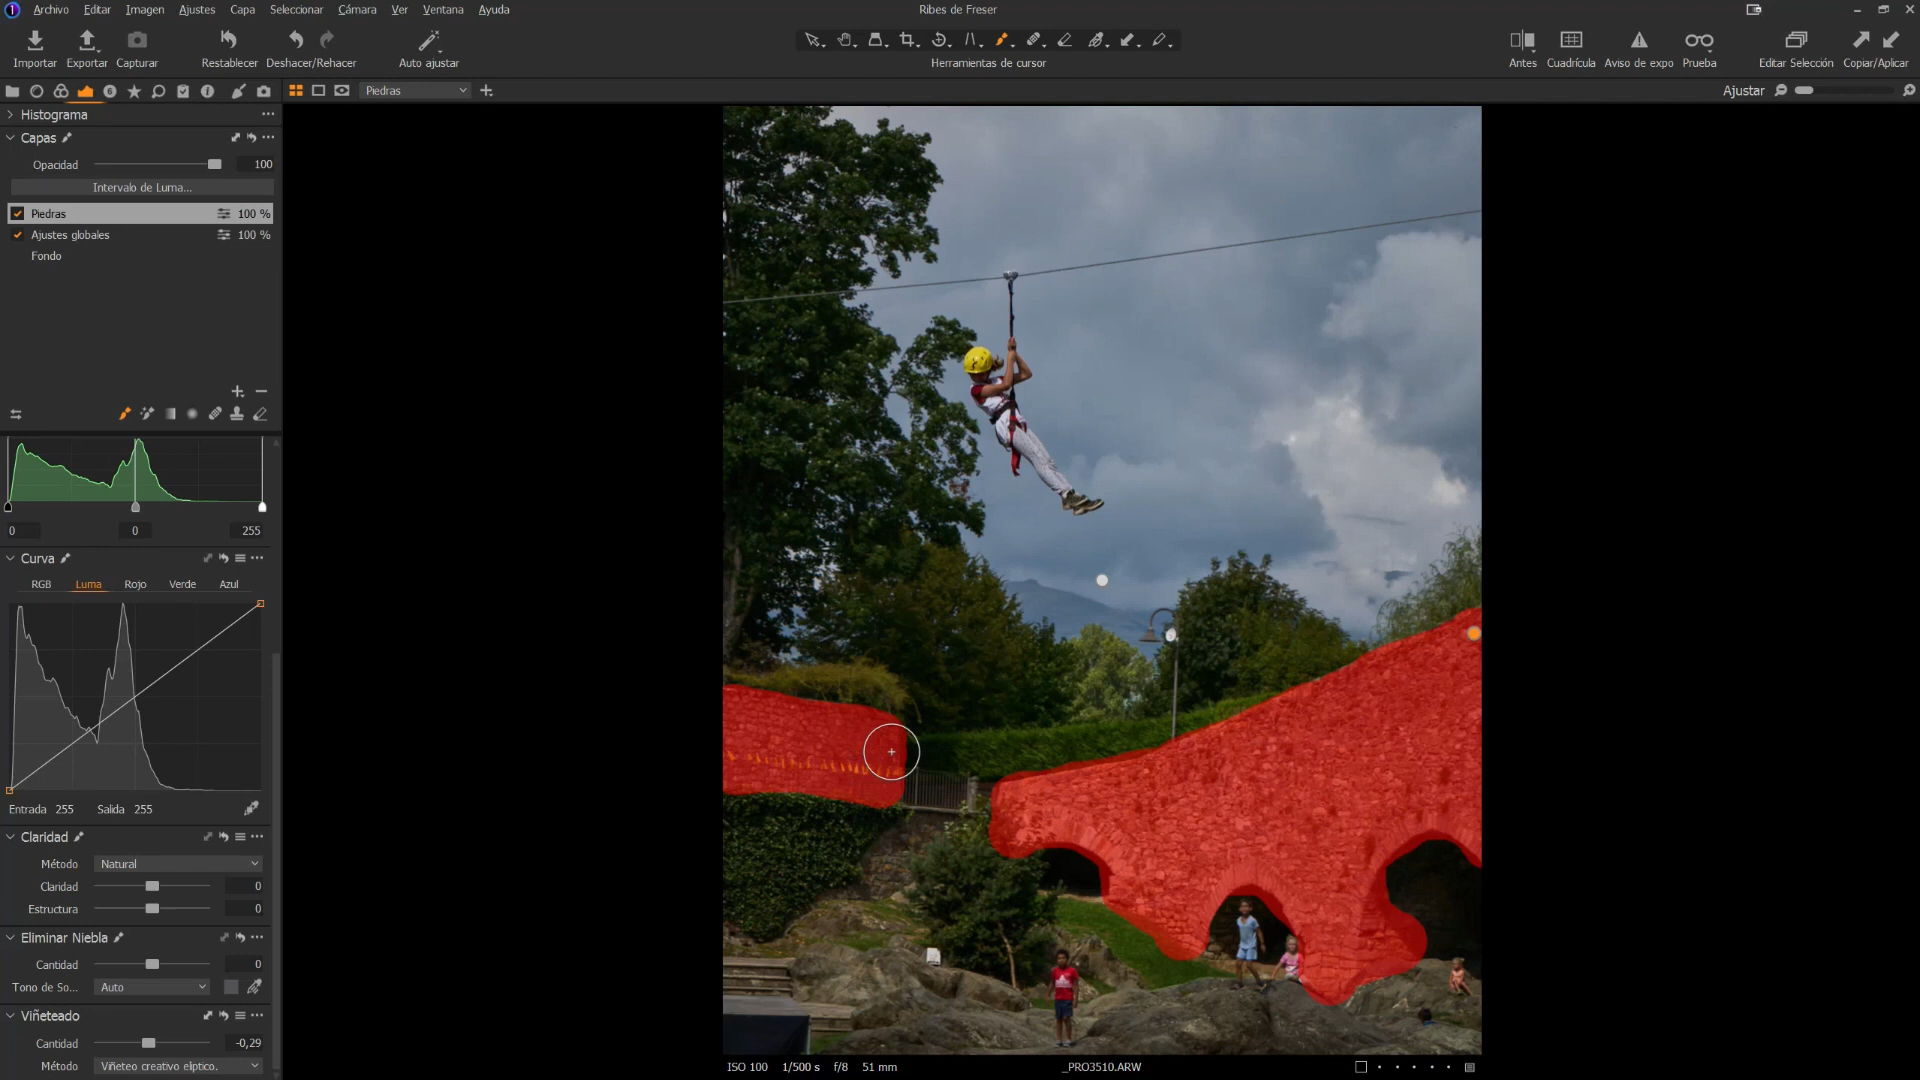 Archivo Editar Imagen Ajustes Capa Seleccionar Cámara Ver Ventana Ayuda
Ribes de Freser
Importar Exportar Capturar
Restablecer Deshacer/Rehacer
Auto ajustar
Herramientas de cursor
Antes Cuadrícula Aviso de expo Prueba
Editar Selección Copiar/Aplicar
Piedras
Ajustar
Histograma
Capas
Opacidad 100
Intervalo de Luma...
Piedras 100 %
Ajustes globales 100 %
Fondo
0 0 255
Curva
RGB Luma Rojo Verde Azul
Entrada 255 Salida 255
Claridad
Método Natural
Claridad 0
Estructura 0
Eliminar Niebla
Cantidad 0
Tono de So... Auto
Viñeteado
Cantidad -0,29
Método Viñeteo creativo elptico.
ISO 100 1/500 s f/8 51 mm
_PRO3510.ARW